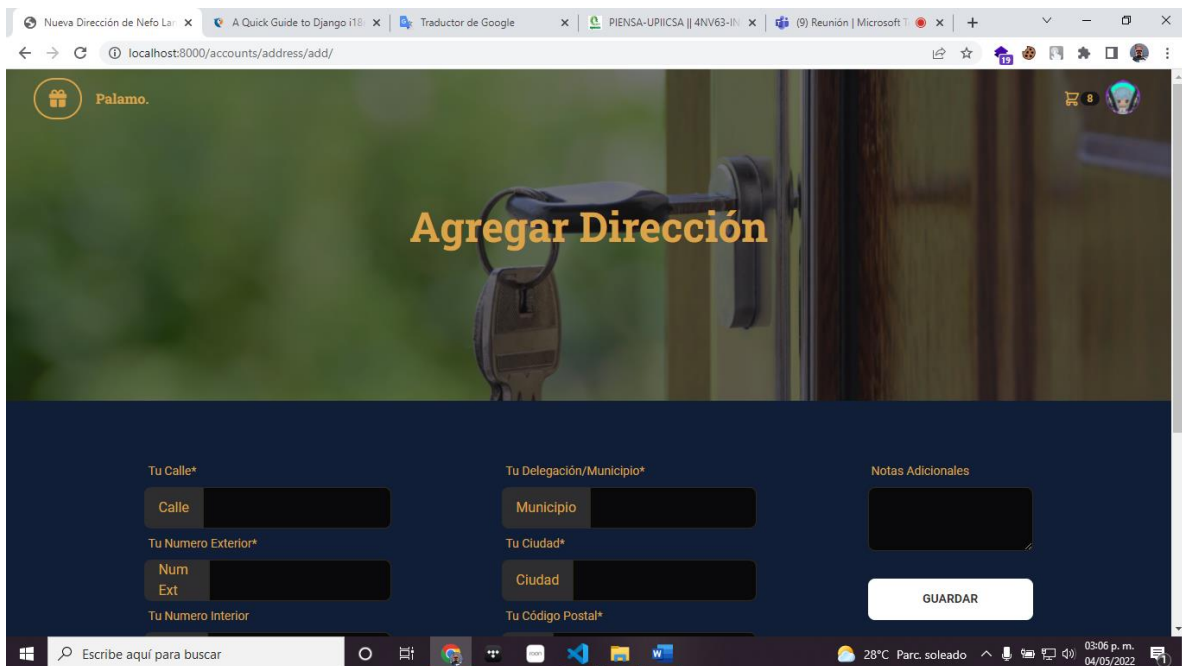 Nueva Dirección de Nefo Lar
A Quick Guide to Django i18
Traductor de Google
PIENSA-UPIICSA || 4NV63-IN
(9) Reunión | Microsoft T
localhost:8000/accounts/address/add/
19
Palamo.
8
Agregar Dirección
Tu Calle*
Tu Delegación/Municipio*
Notas Adicionales
Calle
Municipio
Tu Numero Exterior*
Tu Ciudad*
Num
Ext
Ciudad
GUARDAR
Tu Numero Interior
Tu Código Postal*
Escribe aquí para buscar
28°C Parc. soleado
03:06 p. m.
04/05/2022
1